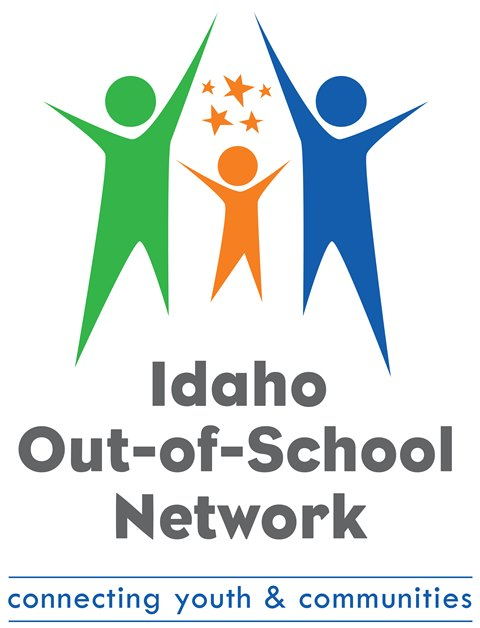 Idaho
Out-of-School
Network
connecting youth & communities